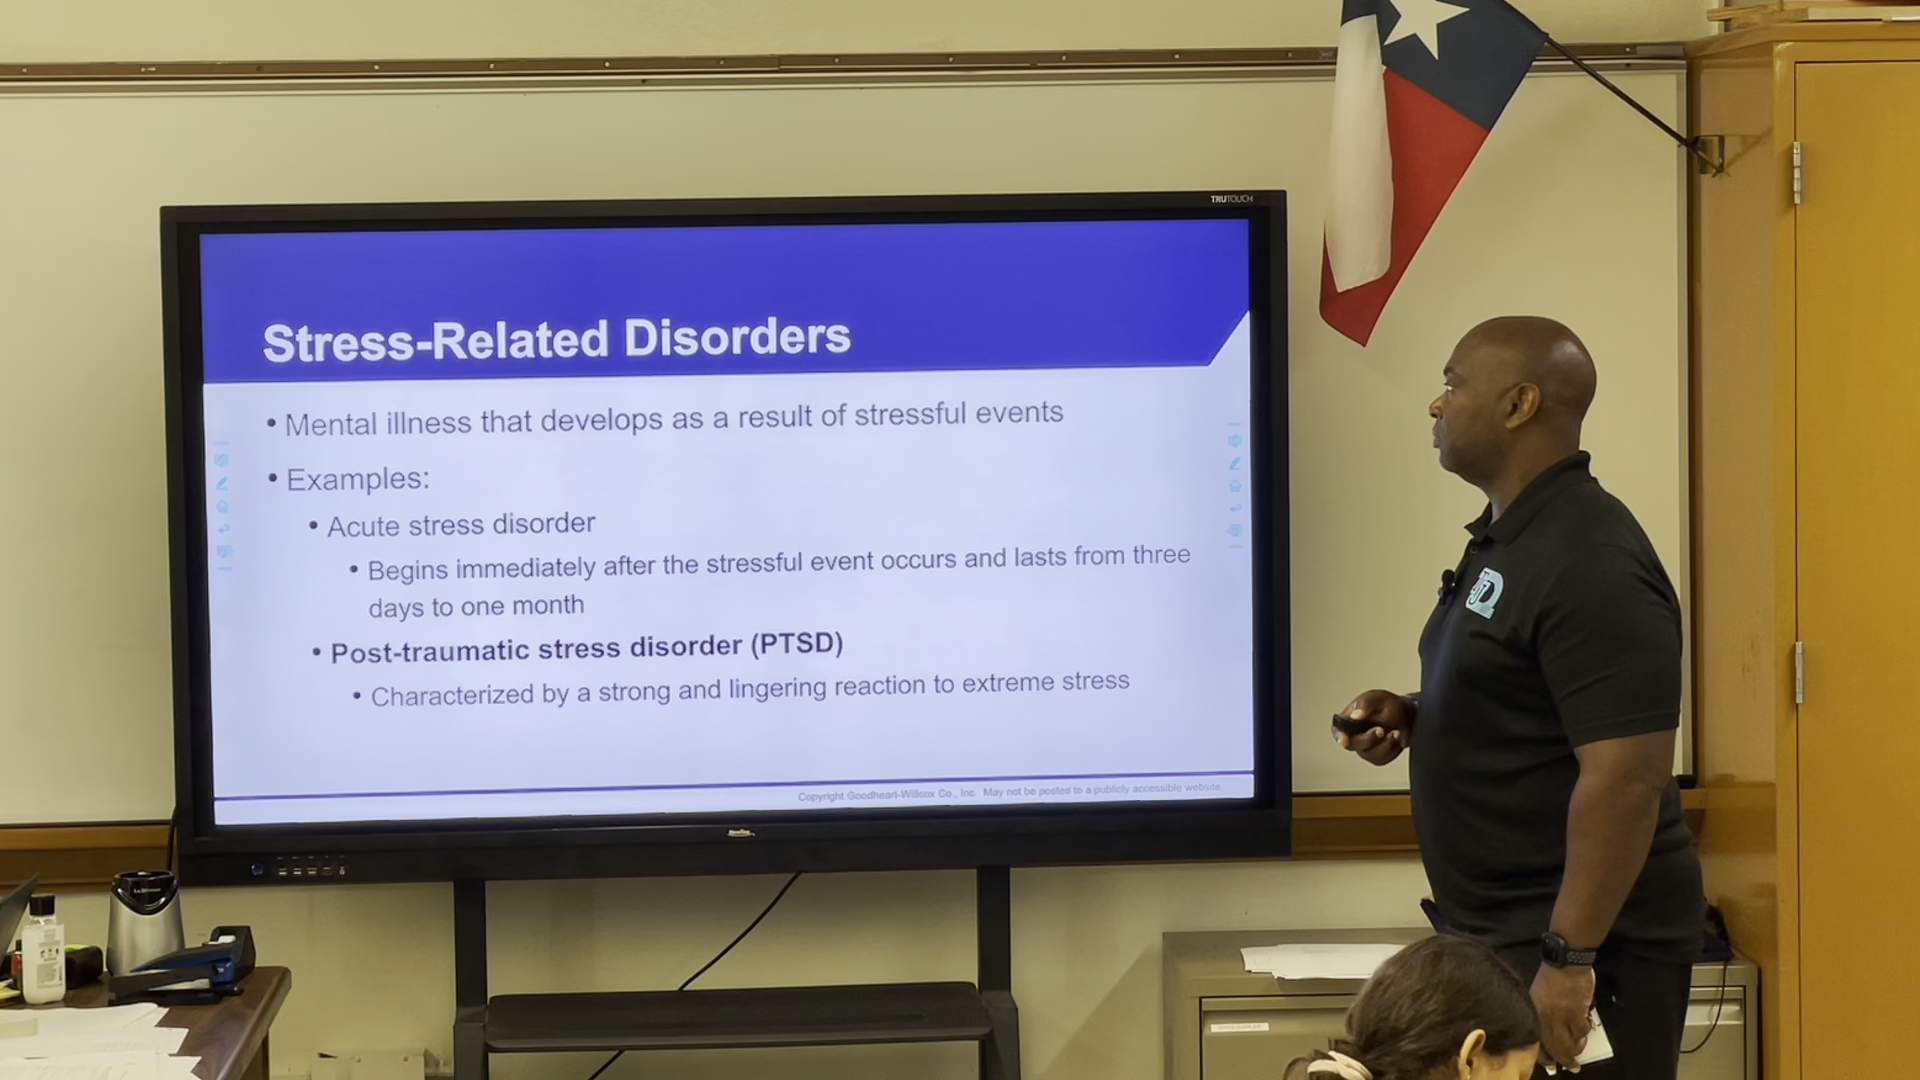 TRUTOUCH
Stress-Related Disorders
• Mental illness that develops as a result of stressful events
• Examples:
• Acute stress disorder
• Begins immediately after the stressful event occurs and lasts from three
days to one month
• Post-traumatic stress disorder (PTSD)
• Characterized by a strong and lingering reaction to extreme stress
Copyright Goodheart-Willcox Co., Inc. May not be posted to a publicly accessible website.